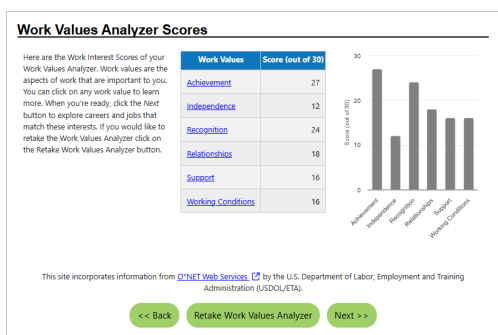 Work Values Analyzer Scores
Here are the Work Interest Scores of your
Work Values Analyzer. Work values are the
aspects of work that are important to you.
You can click on any work value to learn
more. When you're ready, click the Next
button to explore careers and jobs that
match these interests. If you would like to
retake the Work Values Analyzer click on
the Retake Work Values Analyzer button.
Work Values Score (out of 30)
Achievement 27
Independence 12
Recognition 24
Relationships 18
Support 16
Working Conditions 16
Score (out of 30)
30
20
10
0
Achievement
Independence
Recognition
Relationships
Support
Working Conditions
This site incorporates information from O*NET Web Services by the U.S. Department of Labor, Employment and Training
Administration (USDOL/ETA).
<< Back
Retake Work Values Analyzer
Next >>